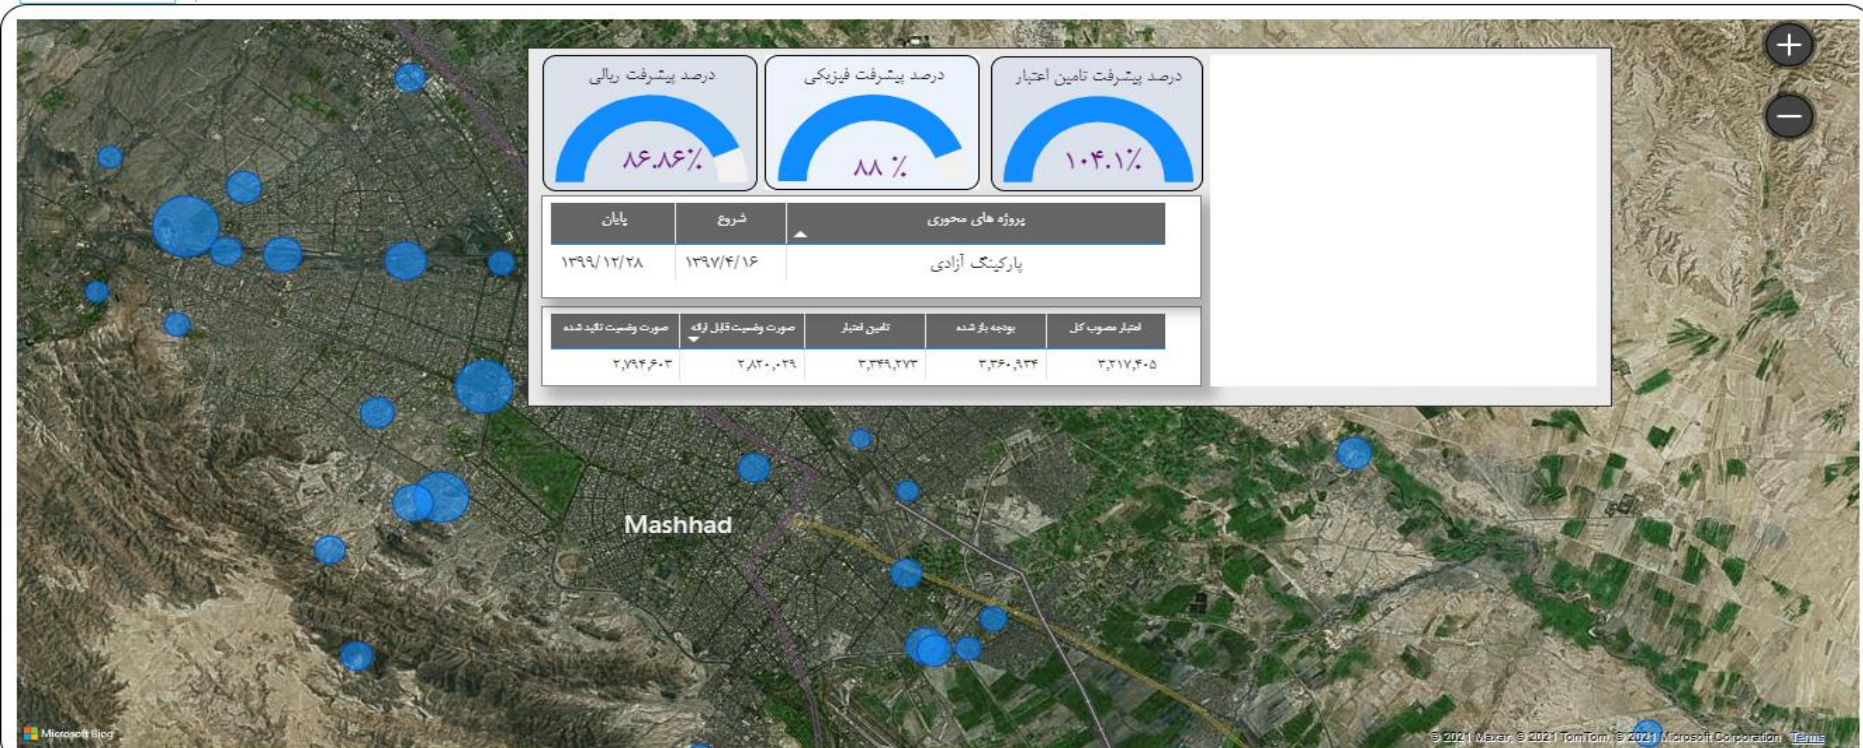 درصد پیشرفت تامین اعتبار
درصد پیشرفت فیزیکی
درصد پیشرفت ریالی
۱۰۴.۱٪
۸۸ ٪
۸۶.۸۶٪
پروژه های محوری شروع پایان
پارکینگ آزادی ۱۳۹۷/۴/۱۶ ۱۳۹۹/۱۲/۲۸
اعتبار مصوب کل بودجه باز شده تامین اعتبار صورت وضعیت قابل ارائه صورت وضعیت تائید شده
۳,۲۱۷,۴۰۵ ۳,۳۶۰,۹۳۴ ۳,۳۴۹,۲۷۳ ۲,۸۲۰,۰۲۹ ۲,۷۹۴,۶۰۳
Mashhad
Microsoft Bing
© 2021 Maxar, © 2021 TomTom, © 2021 Microsoft Corporation Terms